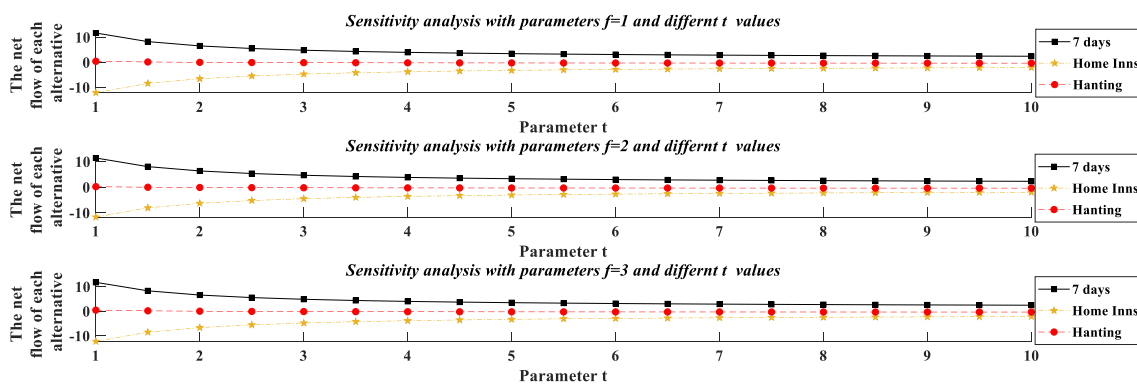 Sensitivity analysis with parameters f=1 and differnt t values
The net
flow of each
alternative
10
0
-10
1 2 3 4 5 6 7 8 9 10
Parameter t
7 days
Home Inns
Hanting
Sensitivity analysis with parameters f=2 and differnt t values
The net
flow of each
alternative
10
0
-10
1 2 3 4 5 6 7 8 9 10
Parameter t
7 days
Home Inns
Hanting
Sensitivity analysis with parameters f=3 and differnt t values
The net
flow of each
alternative
10
0
-10
1 2 3 4 5 6 7 8 9 10
Parameter t
7 days
Home Inns
Hanting